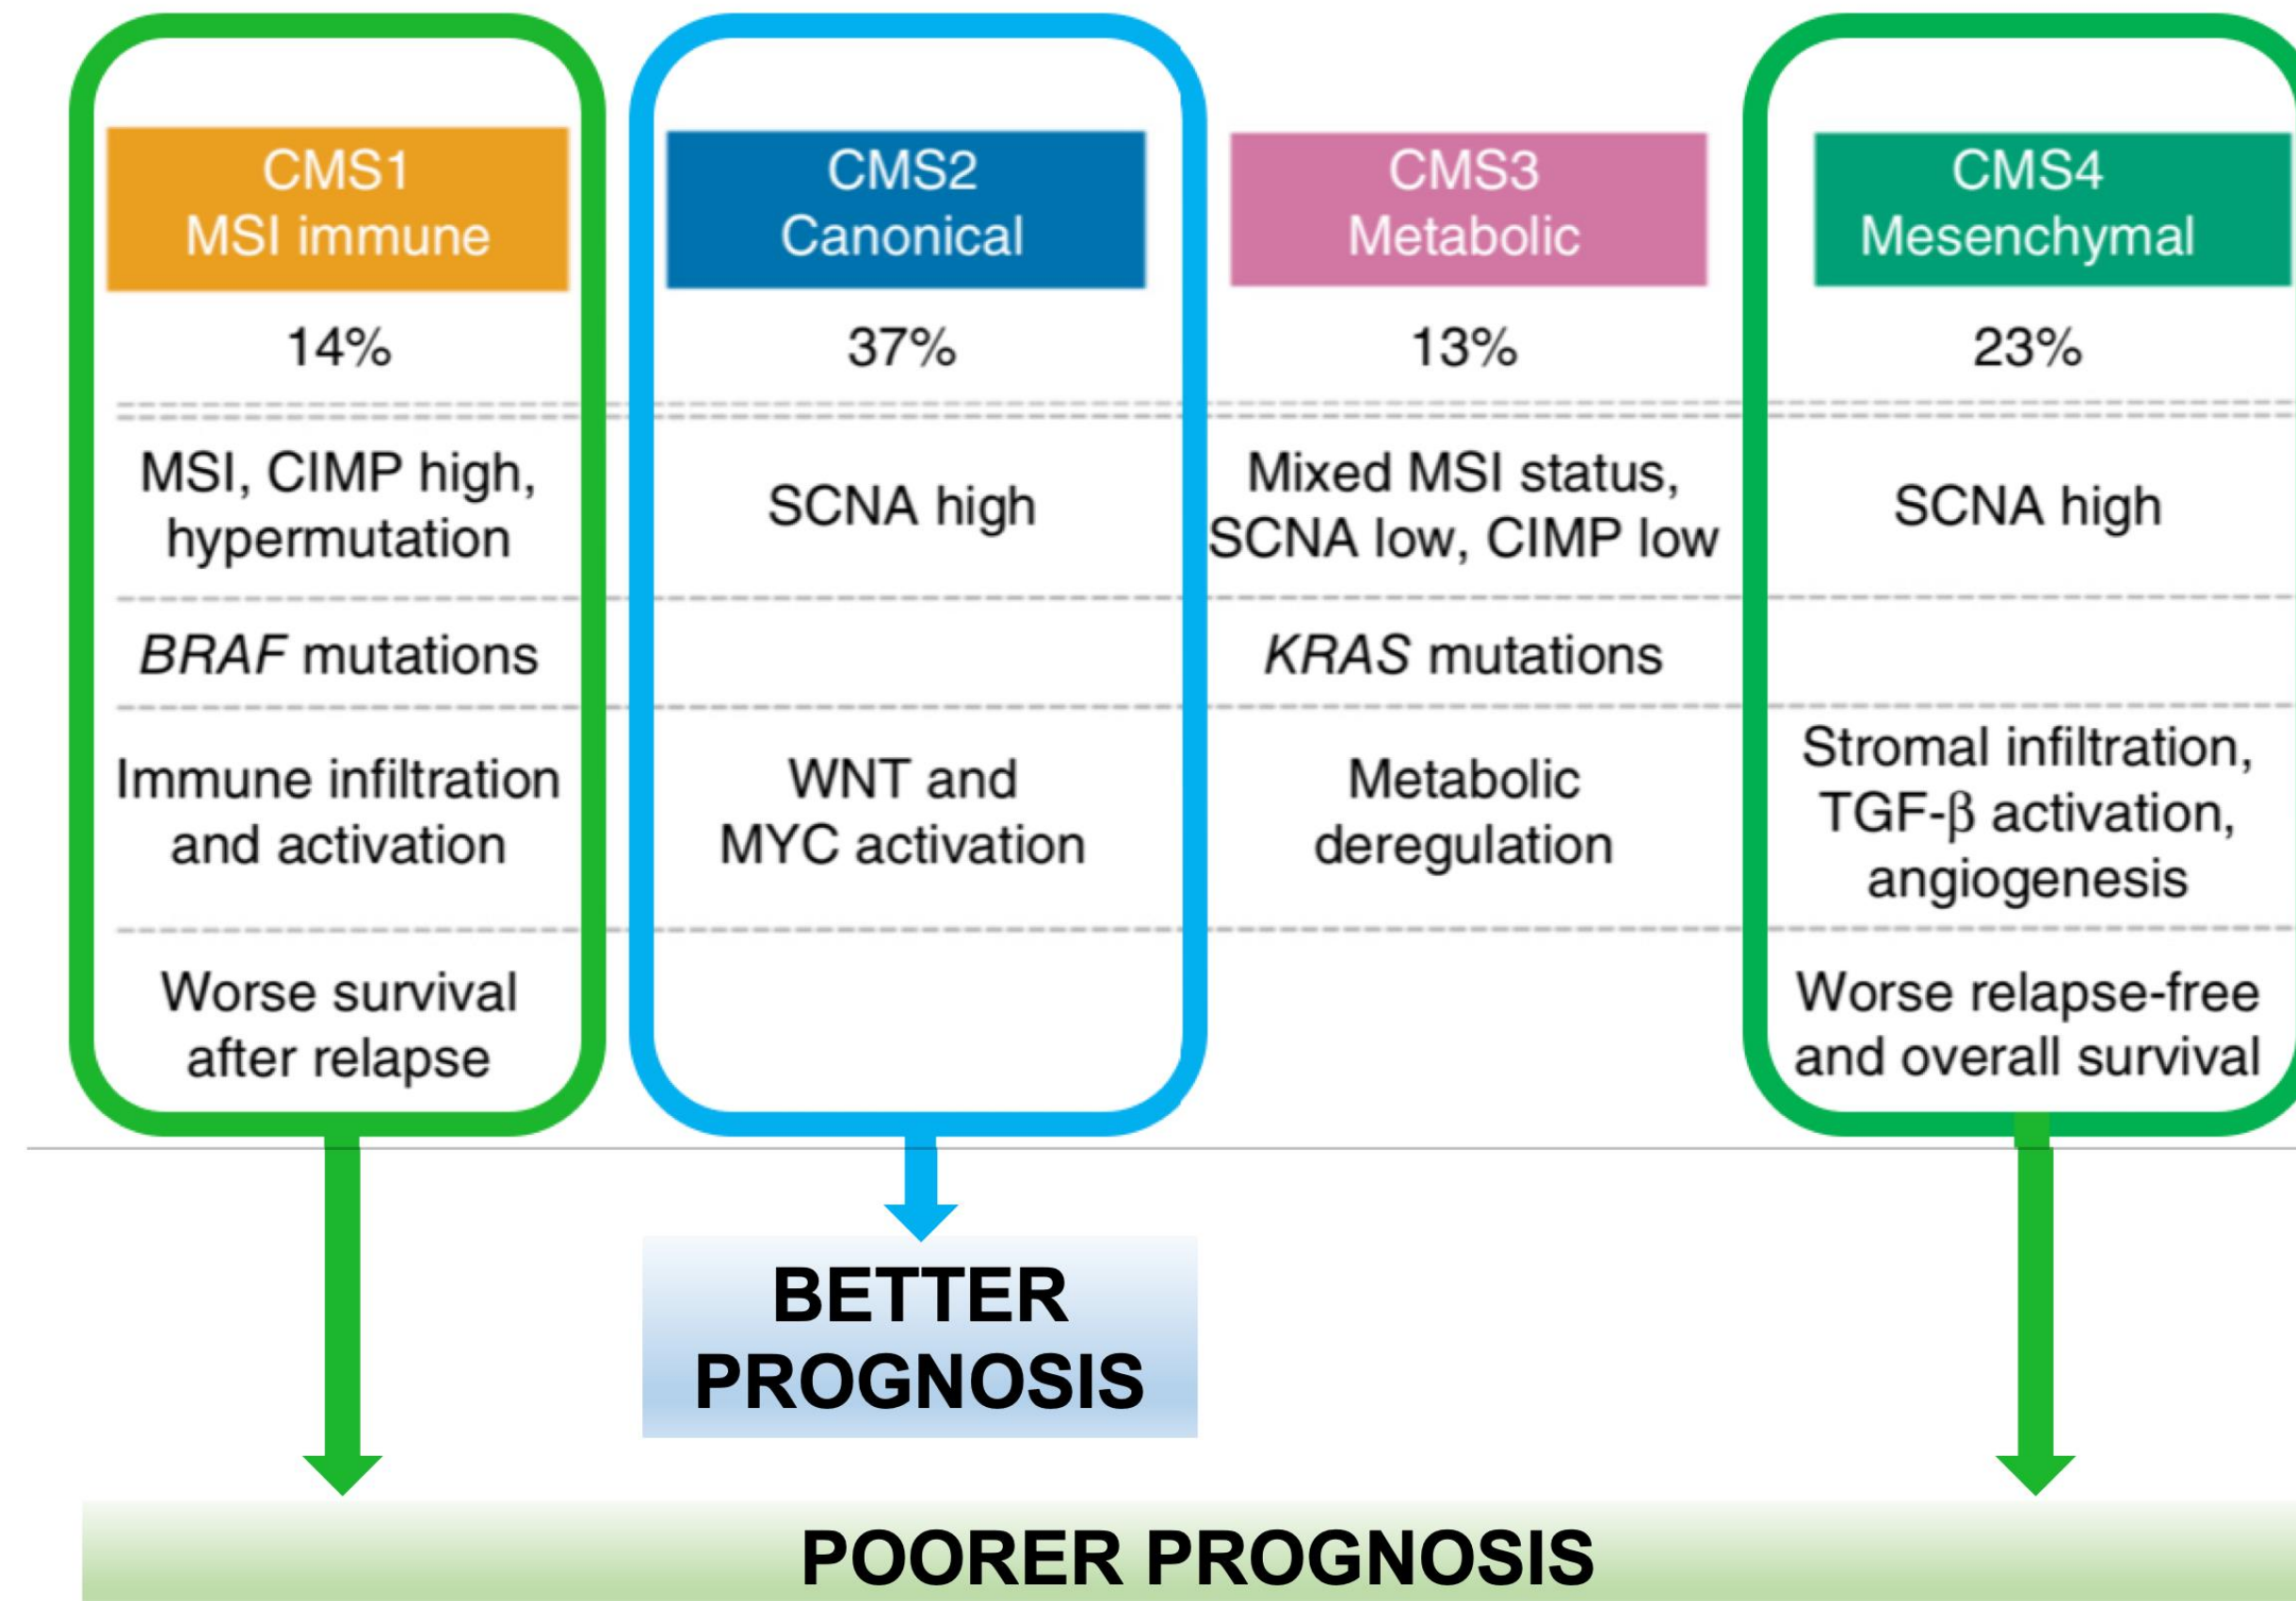 CMS1
MSI immune
CMS2
Canonical
CMS3
Metabolic
CMS4
Mesenchymal
14%
37%
13%
23%
MSI, CIMP high,
hypermutation
SCNA high
Mixed MSI status,
SCNA low, CIMP low
SCNA high
BRAF mutations
KRAS mutations
Immune infiltration
and activation
WNT and
MYC activation
Metabolic
deregulation
Stromal infiltration,
TGF-β activation,
angiogenesis
Worse survival
after relapse
Worse relapse-free
and overall survival
BETTER
PROGNOSIS
POORER PROGNOSIS